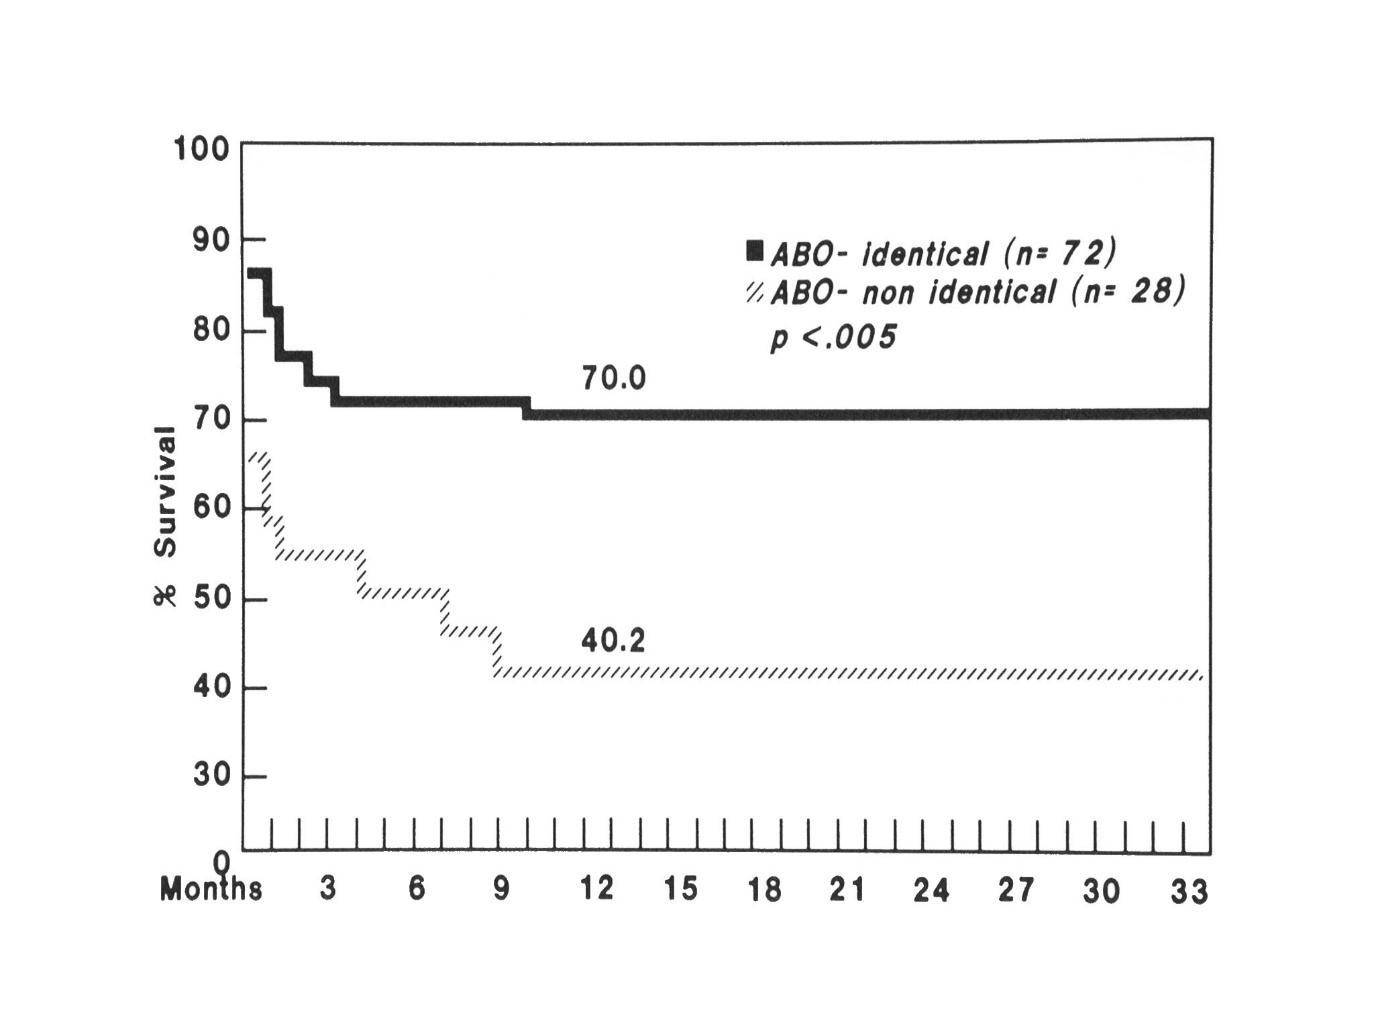 100
90
ABO- identical (n= 72)
ABO- non identical (n= 28)
p <.005
80
70.0
70
% Survival
60
50
40.2
40
30
0
Months 3 6 9 12 15 18 21 24 27 30 33